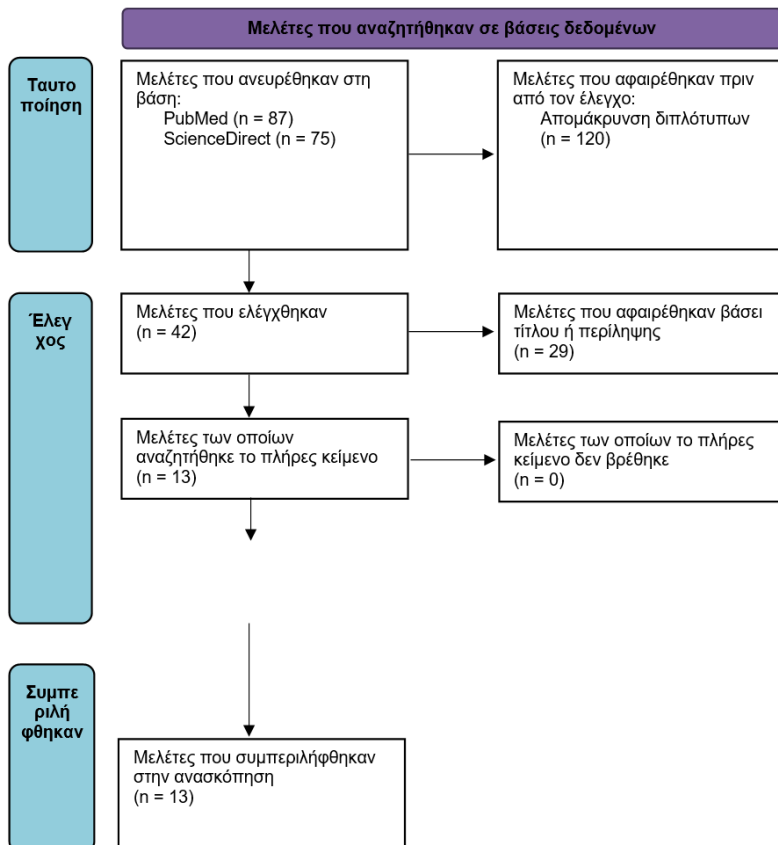 Μελέτες που αναζητήθηκαν σε βάσεις δεδομένων
Ταυτο
ποίηση
Μελέτες που ανευρέθηκαν στη
βάση:
PubMed (n = 87)
ScienceDirect (n = 75)
Μελέτες που αφαιρέθηκαν πριν
από τον έλεγχο:
Απομάκρυνση διπλότυπων
(n = 120)
Έλεγ
χος
Μελέτες που ελέγχθηκαν
(n = 42)
Μελέτες που αφαιρέθηκαν βάσει
τίτλου ή περίληψης
(n = 29)
Μελέτες των οποίων
αναζητήθηκε το πλήρες κείμενο
(n = 13)
Μελέτες των οποίων το πλήρες
κείμενο δεν βρέθηκε
(n = 0)
Συμπε
ριλή
φθηκαν
Μελέτες που συμπεριλήφθηκαν
στην ανασκόπηση
(n = 13)